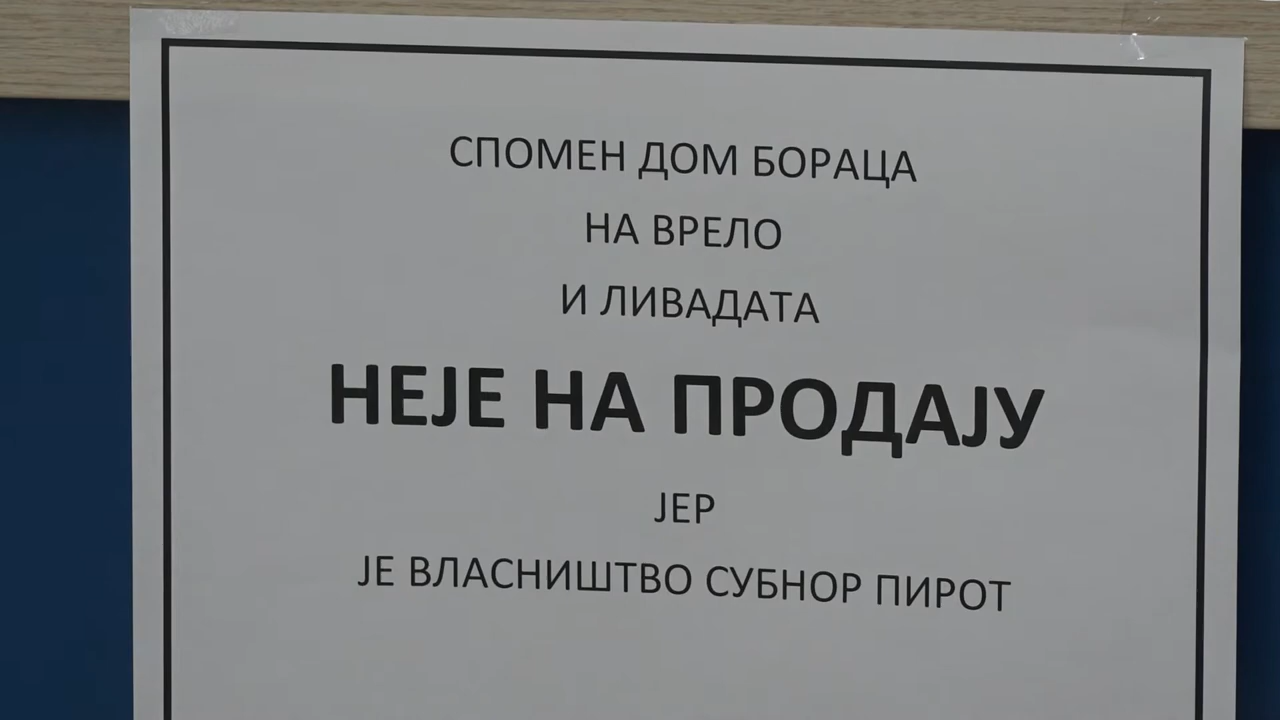 СПОМЕН ДОМ БОРАЦА
НА ВРЕЛО
И ЛИВАДАТА
НЕЈЕ НА ПРОДАЈУ
ЈЕР
ЈЕ ВЛАСНИШТВО СУБНОР ПИРОТ